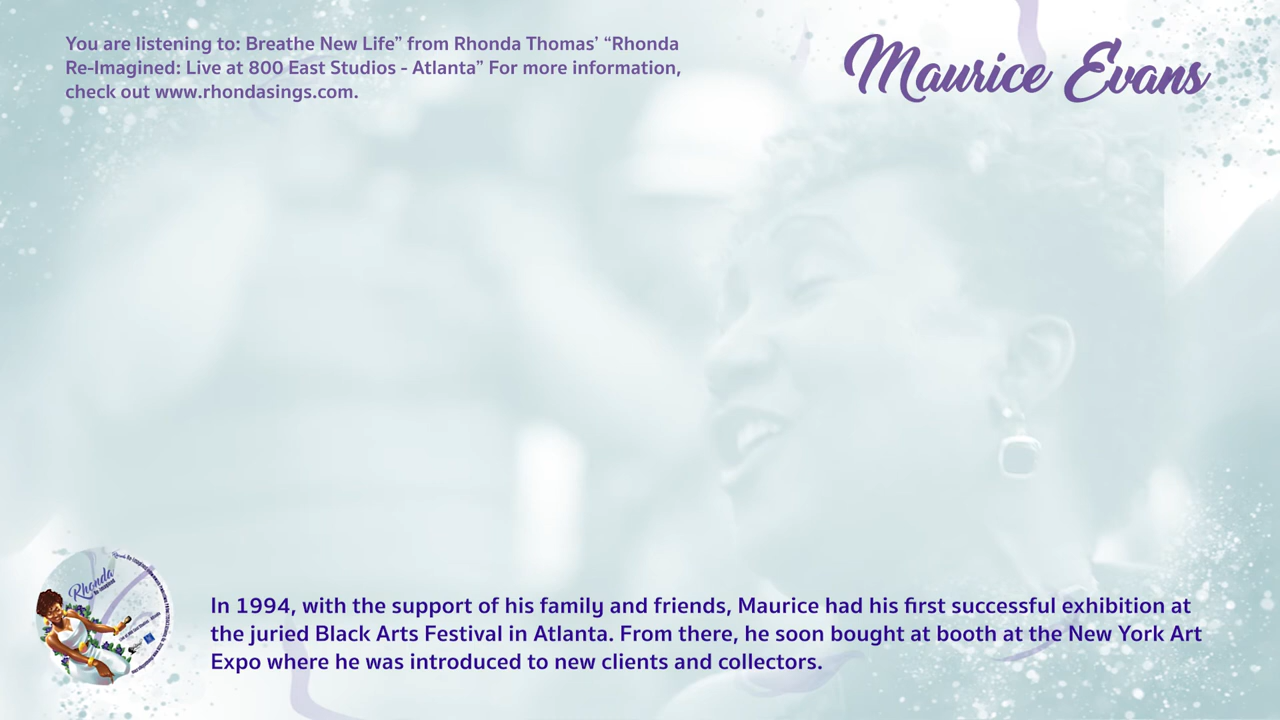 You are listening to: Breathe New Life” from Rhonda Thomas’ “Rhonda
Re-Imagined: Live at 800 East Studios - Atlanta” For more information,
check out www.rhondasings.com.
Maurice Evans
Rhonda
In 1994, with the support of his family and friends, Maurice had his first successful exhibition at
the juried Black Arts Festival in Atlanta. From there, he soon bought at booth at the New York Art
Expo where he was introduced to new clients and collectors.